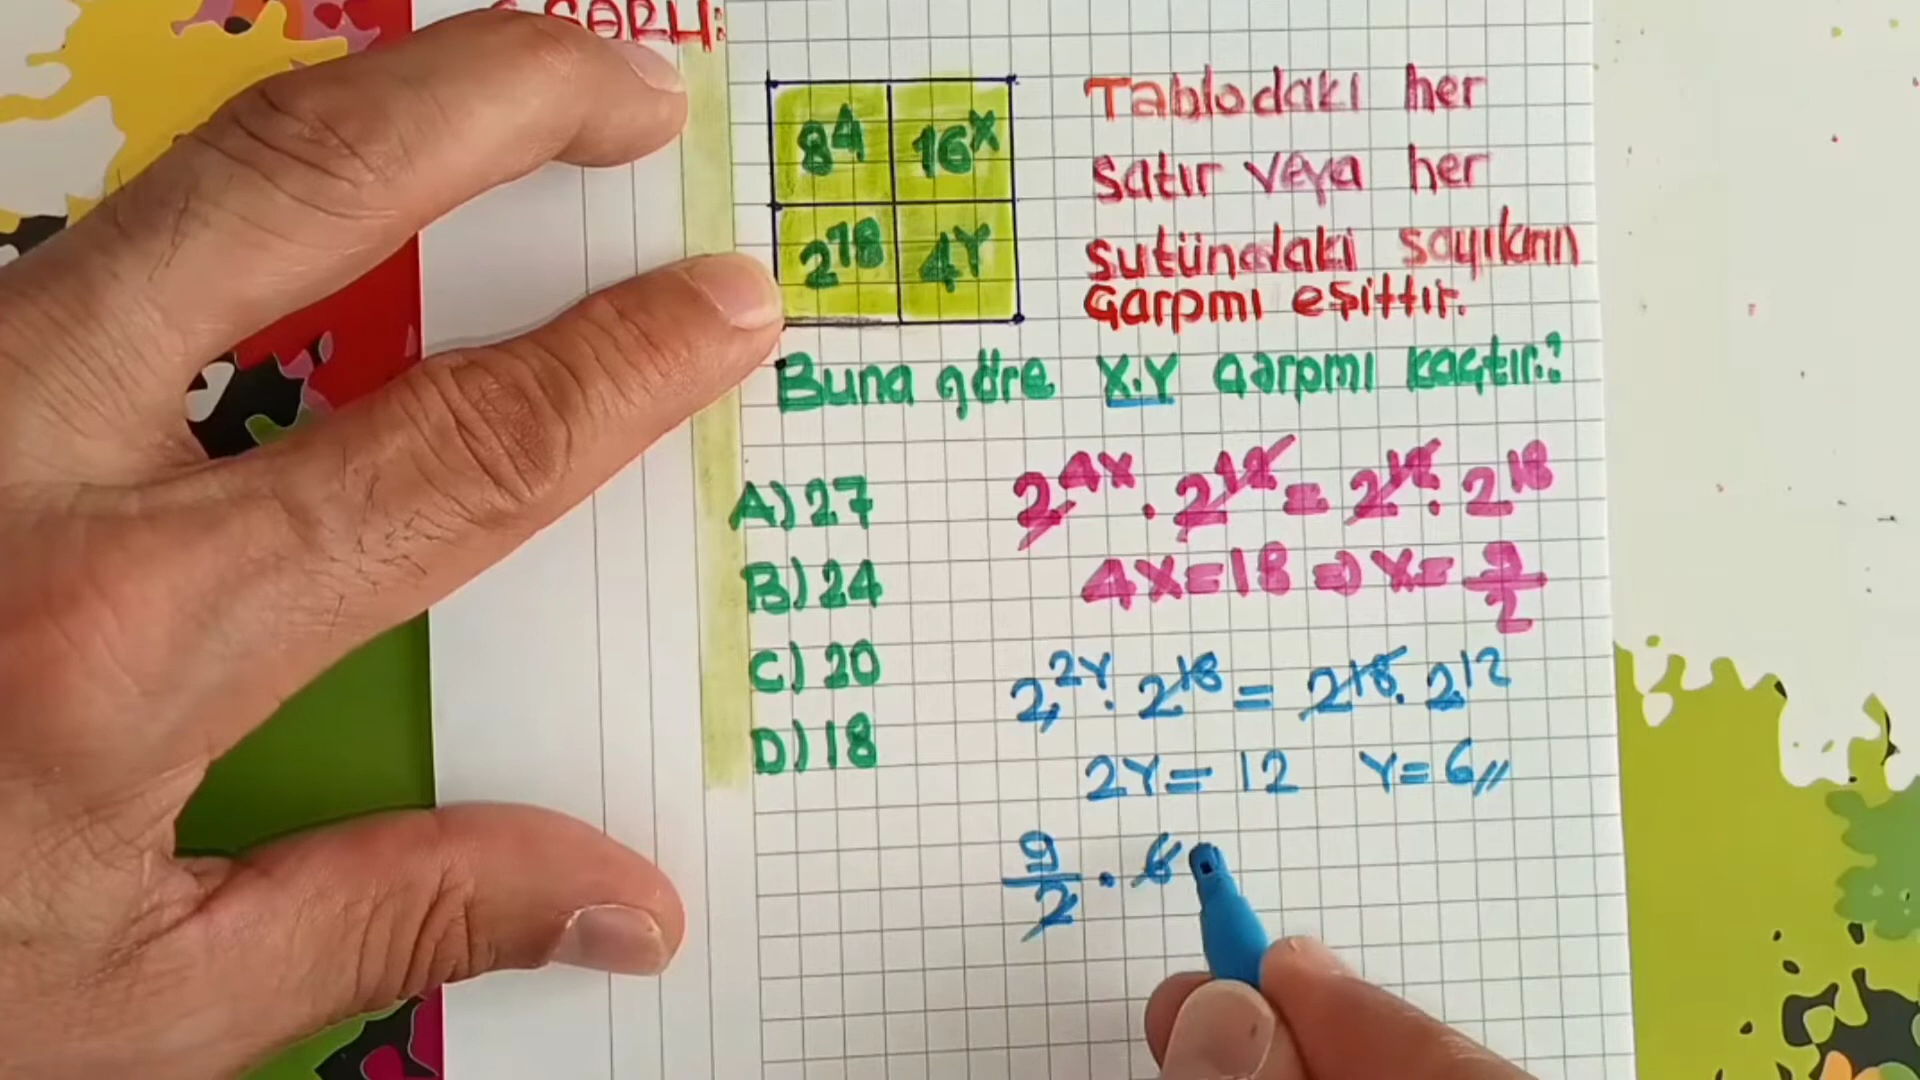 SORU:
8⁴ 16ˣ
2¹⁸ 4ʸ
Tablodaki her
satır veya her
sutündaki sayıların
çarpmı eşittir.
Buna göre X.Y çarpmı kaçtır?
A) 27
B) 24
C) 20
D) 18
2⁴ˣ . 2¹² = 2¹² . 2¹⁸
4X = 18 ⇒ X = 9/2
2²ʸ . 2¹⁸ = 2¹⁸ . 2¹²
2Y = 12 Y = 6//
9/2 . 6